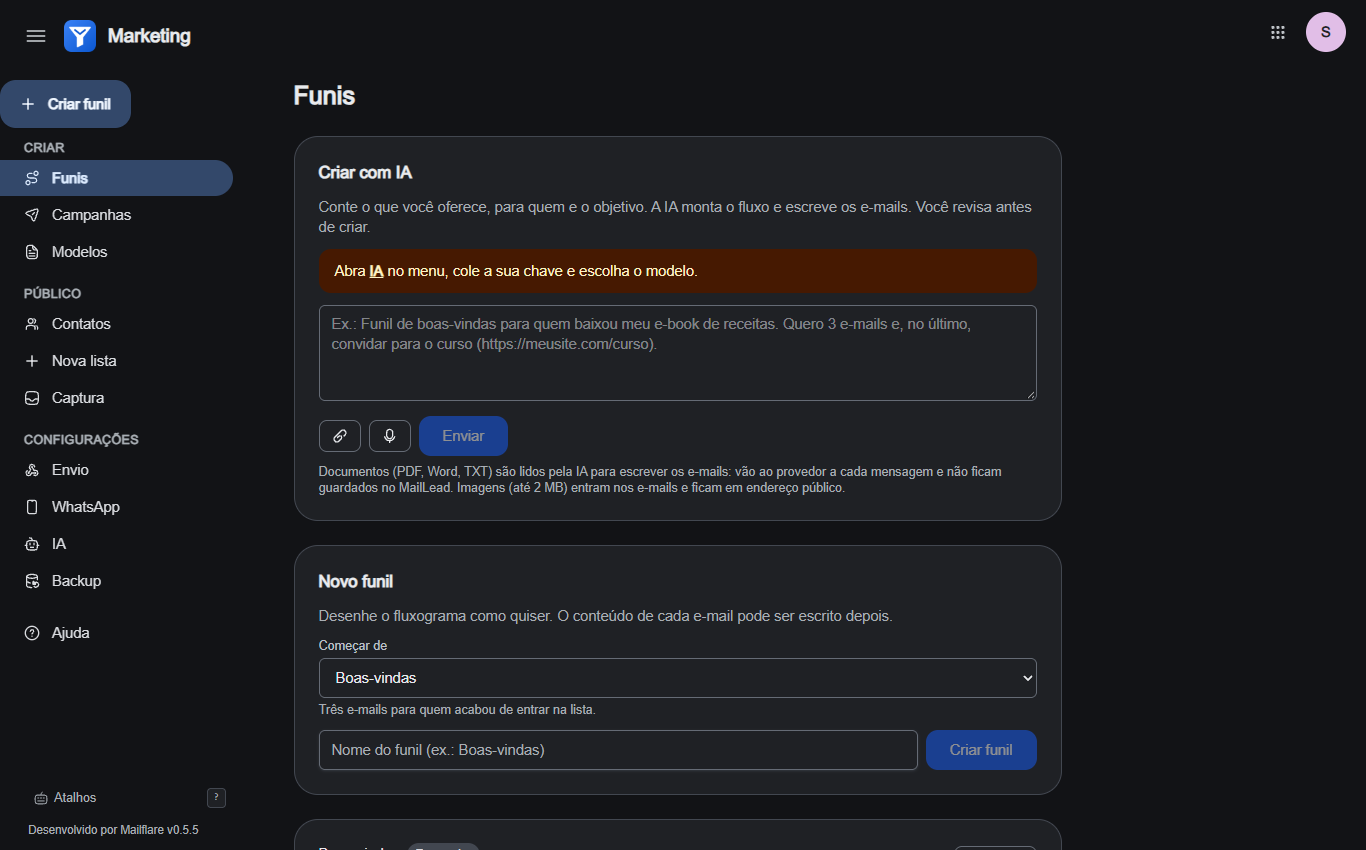 Marketing
S
Criar funil
CRIAR
Funis
Campanhas
Modelos
PÚBLICO
Contatos
Nova lista
Captura
CONFIGURAÇÕES
Envio
WhatsApp
IA
Backup
Ajuda
Atalhos
?
Desenvolvido por Mailflare v0.5.5
Funis
Criar com IA
Conte o que você oferece, para quem e o objetivo. A IA monta o fluxo e escreve os e-mails. Você revisa antes
de criar.
Abra IA no menu, cole a sua chave e escolha o modelo.
Ex.: Funil de boas-vindas para quem baixou meu e-book de receitas. Quero 3 e-mails e, no último,
convidar para o curso (https://meusite.com/curso).
Enviar
Documentos (PDF, Word, TXT) são lidos pela IA para escrever os e-mails: vão ao provedor a cada mensagem e não ficam
guardados no MailLead. Imagens (até 2 MB) entram nos e-mails e ficam em endereço público.
Novo funil
Desenhe o fluxograma como quiser. O conteúdo de cada e-mail pode ser escrito depois.
Começar de
Boas-vindas
Três e-mails para quem acabou de entrar na lista.
Nome do funil (ex.: Boas-vindas)
Criar funil